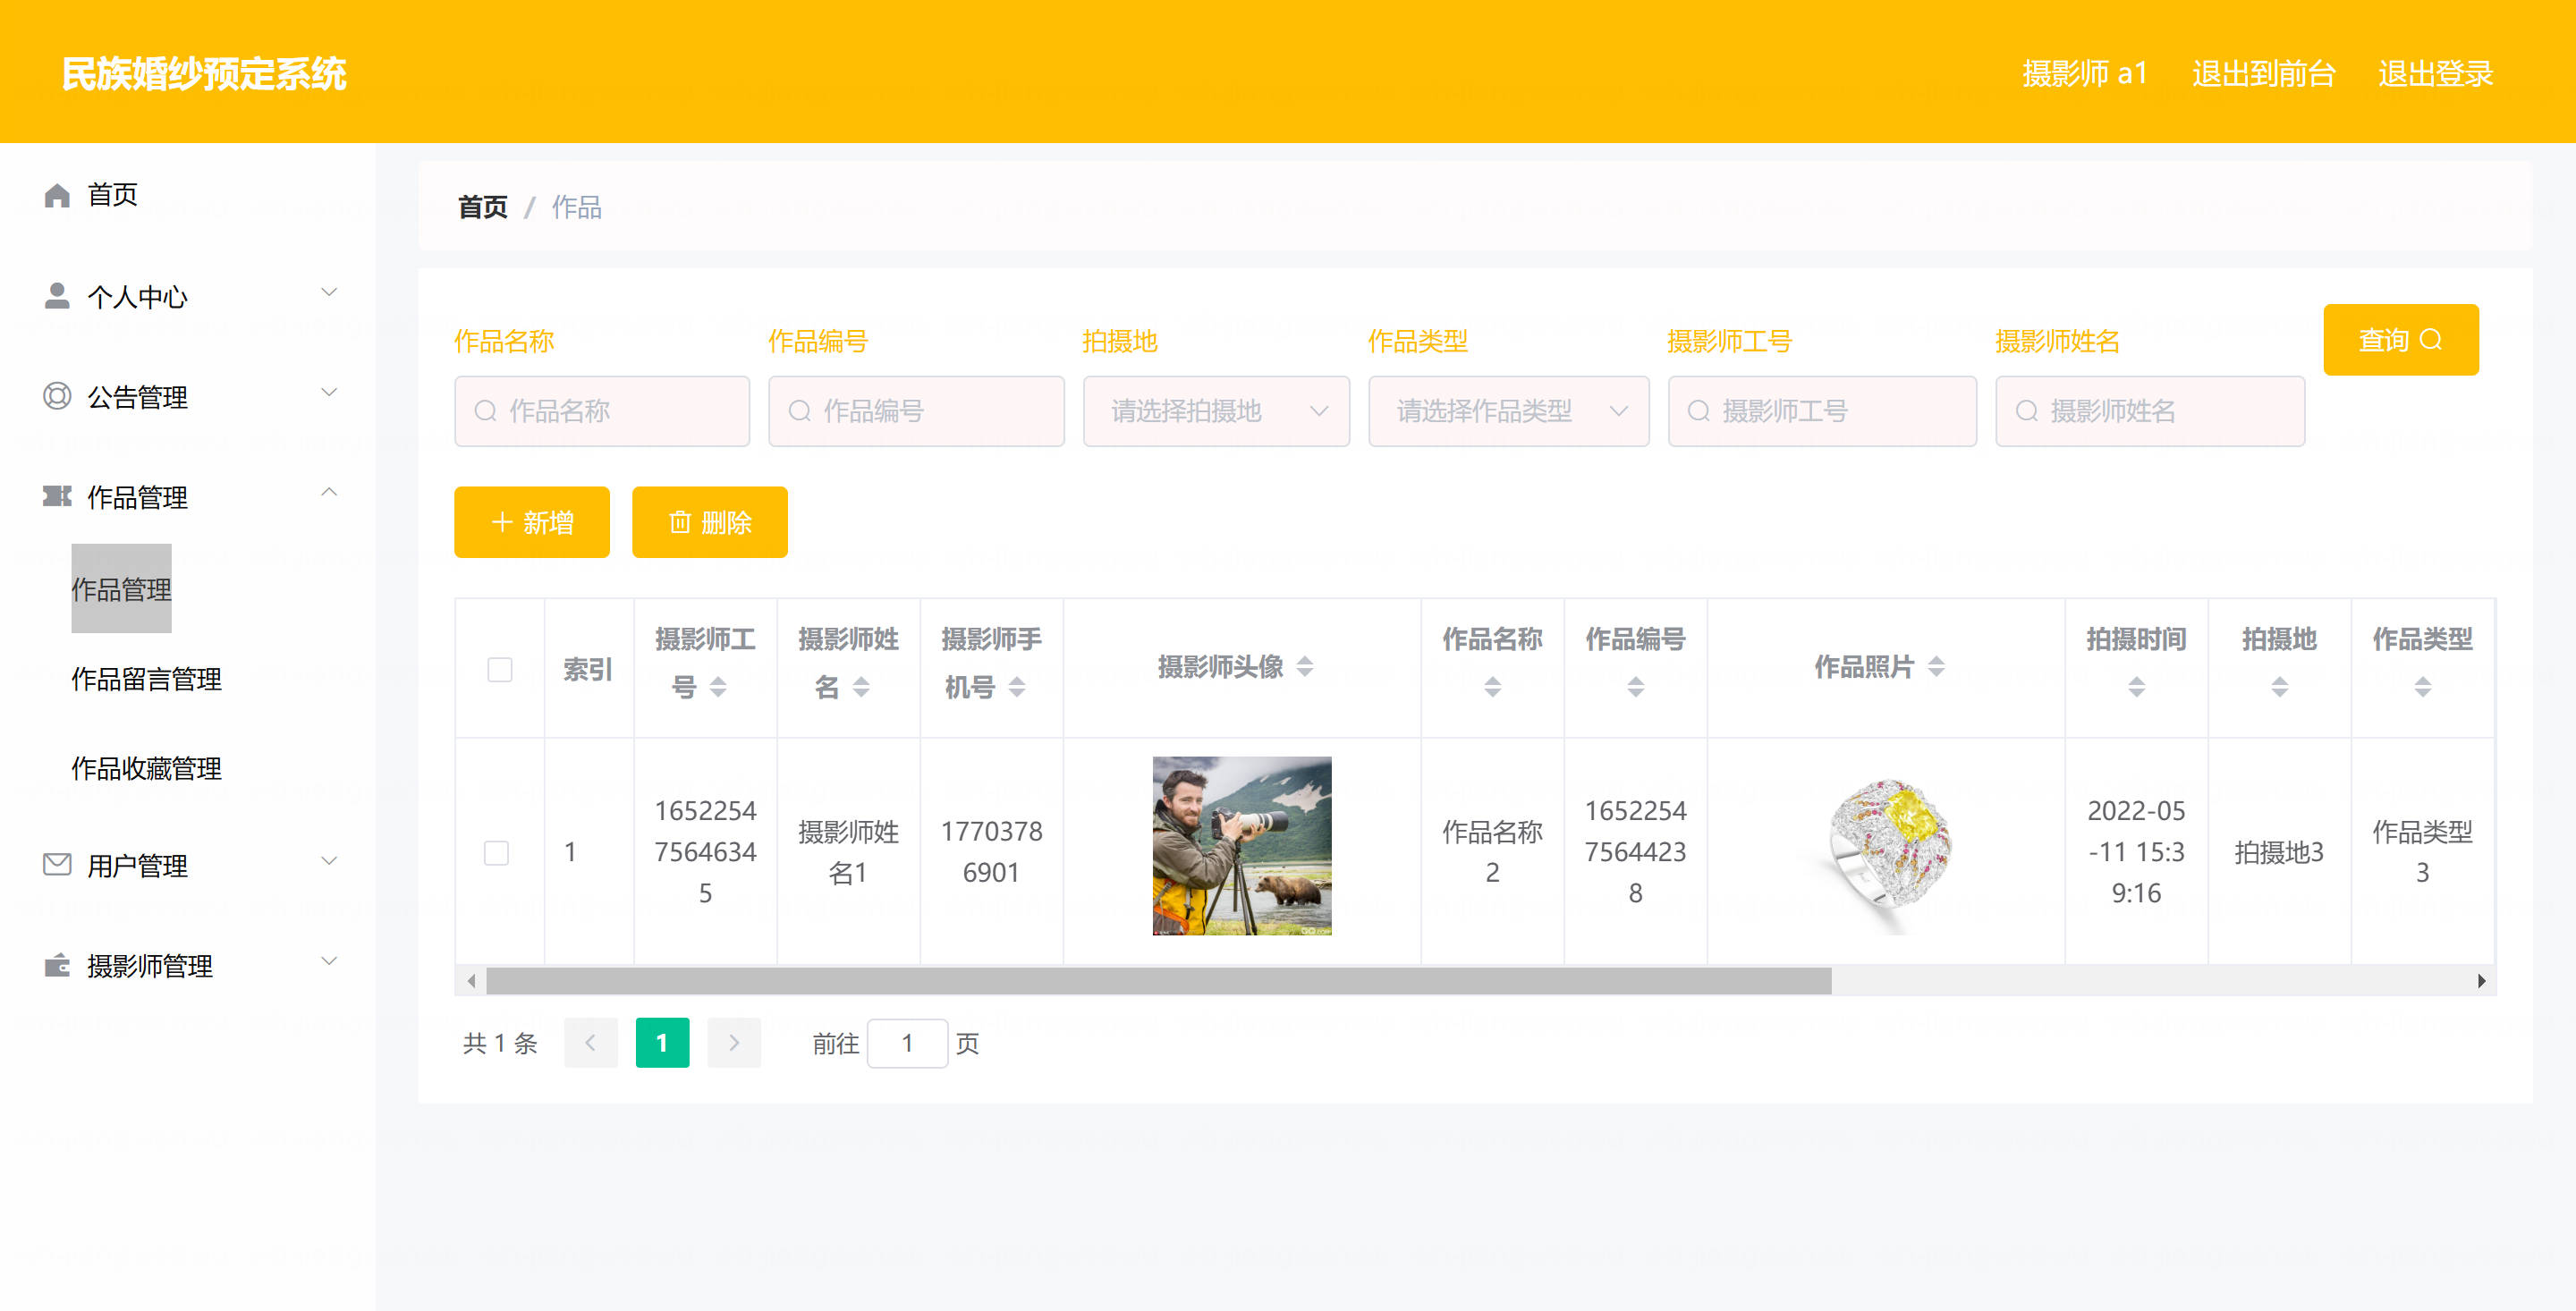 民族婚纱预定系统
摄影师 a1 退出到前台 退出登录
首页
个人中心
公告管理
作品管理
作品管理
作品留言管理
作品收藏管理
用户管理
摄影师管理
首页 / 作品
作品名称 作品编号 拍摄地 作品类型 摄影师工号 摄影师姓名 查询
作品名称 作品编号 请选择拍摄地 请选择作品类型 摄影师工号 摄影师姓名
新增 删除
索引
摄影师工
号
摄影师姓
名
摄影师手
机号
摄影师头像
作品名称
作品编号
作品照片
拍摄时间
拍摄地
作品类型
1
1652254
7564634
5
摄影师姓
名1
1770378
6901
作品名称
2
1652254
7564423
8
2022-05
-11 15:3
9:16
拍摄地3
作品类型
3
共 1 条 1 前往 1 页